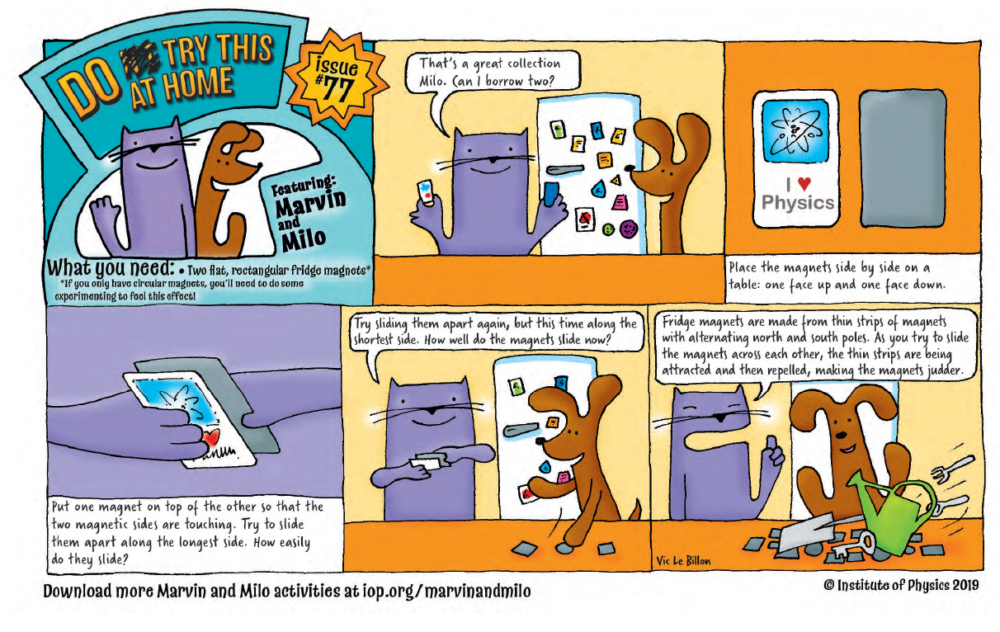 DO TRY THIS
AT HOME
issue
#77
Featuring:
Marvin
and
Milo
What you need: • Two flat, rectangular fridge magnets*
*If you only have circular magnets, you'll need to do some
experimenting to feel this effect!
That's a great collection
Milo. Can I borrow two?
I ♥
Physics
Place the magnets side by side on a
table: one face up and one face down.
Put one magnet on top of the other so that the
two magnetic sides are touching. Try to slide
them apart along the longest side. How easily
do they slide?
Try sliding them apart again, but this time along the
shortest side. How well do the magnets slide now?
Fridge magnets are made from thin strips of magnets
with alternating north and south poles. As you try to slide
the magnets across each other, the thin strips are being
attracted and then repelled, making the magnets judder.
Vic Le Billon
Download more Marvin and Milo activities at iop.org/marvinandmilo
© Institute of Physics 2019